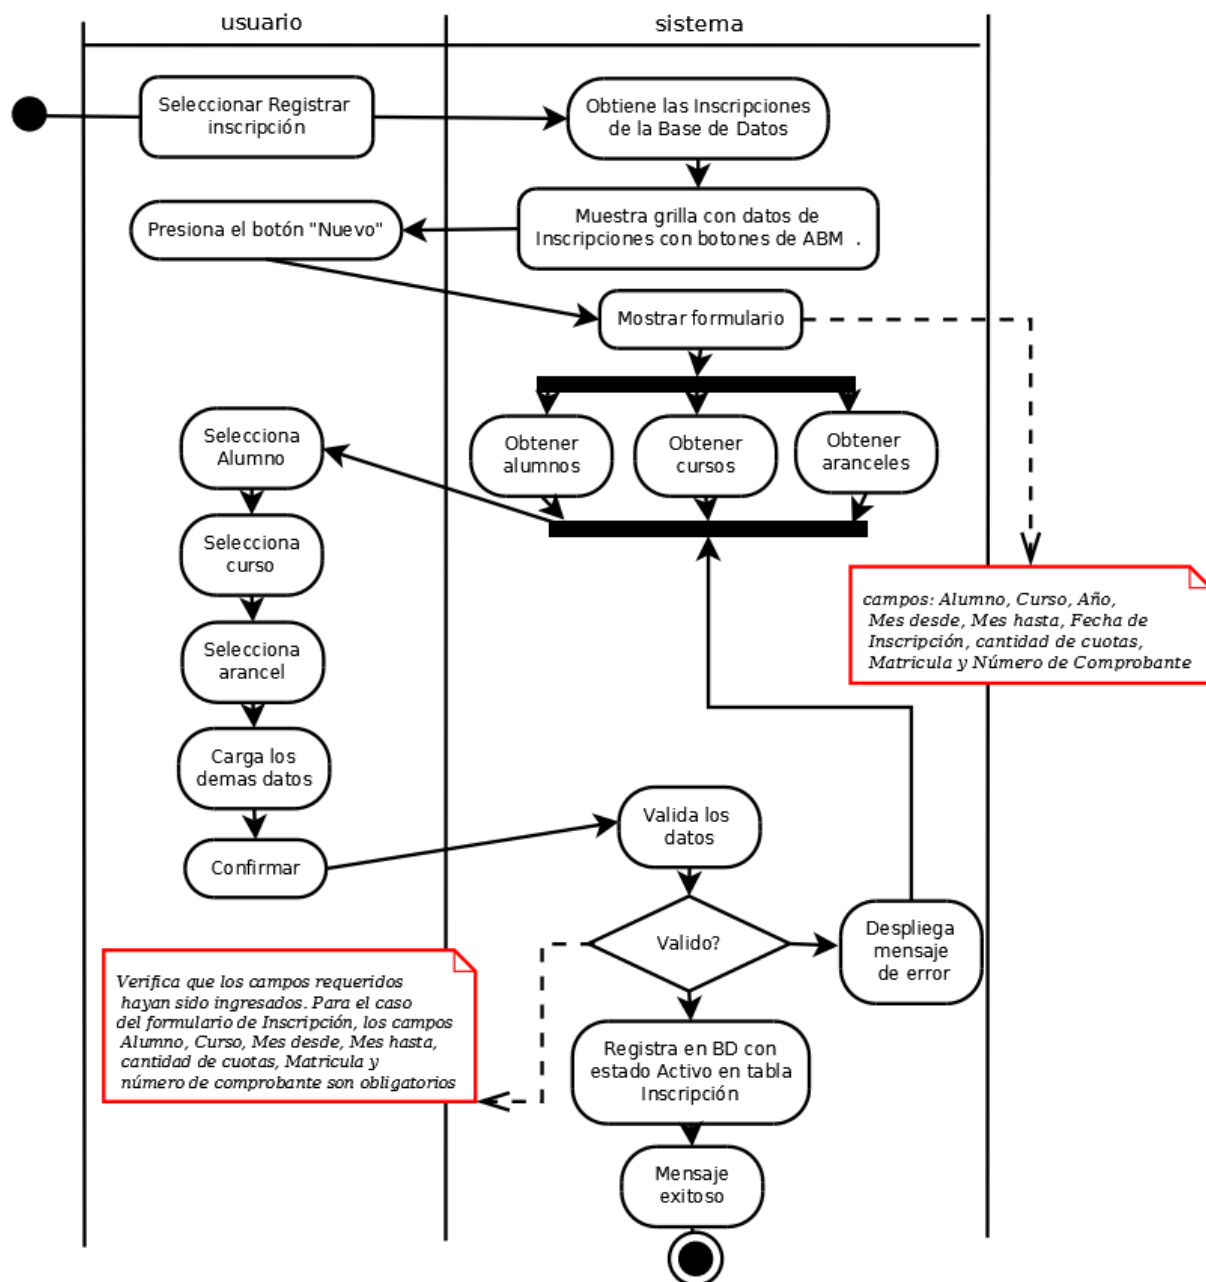 usuario
sistema
Seleccionar Registrar
inscripción
Obtiene las Inscripciones
de la Base de Datos
Muestra grilla con datos de
Inscripciones con botones de ABM .
Presiona el botón "Nuevo"
Mostrar formulario
Obtener
alumnos
Obtener
cursos
Obtener
aranceles
Selecciona
Alumno
Selecciona
curso
Selecciona
arancel
Carga los
demas datos
Confirmar
campos: Alumno, Curso, Año,
Mes desde, Mes hasta, Fecha de
Inscripción, cantidad de cuotas,
Matricula y Número de Comprobante
Valida los
datos
Valido?
Despliega
mensaje
de error
Verifica que los campos requeridos
hayan sido ingresados. Para el caso
del formulario de Inscripción, los campos
Alumno, Curso, Mes desde, Mes hasta,
cantidad de cuotas, Matricula y
número de comprobante son obligatorios
Registra en BD con
estado Activo en tabla
Inscripción
Mensaje
exitoso